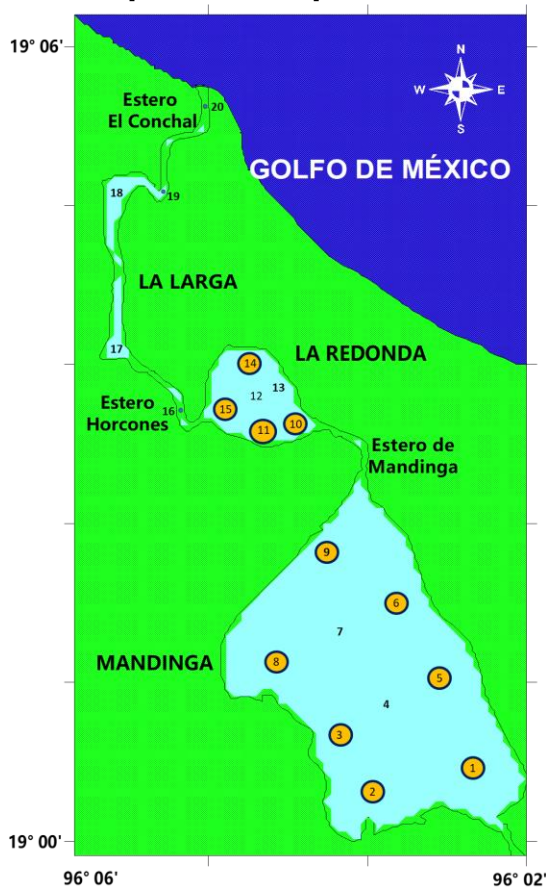 19° 06'
Estero
El Conchal
20
N
W
E
S
GOLFO DE MÉXICO
18
19
LA LARGA
17
LA REDONDA
14
13
12
16
15
Estero
Horcones
11
10
Estero de
Mandinga
9
6
7
MANDINGA
8
5
4
3
1
2
19° 00'
96° 06'
96° 02'